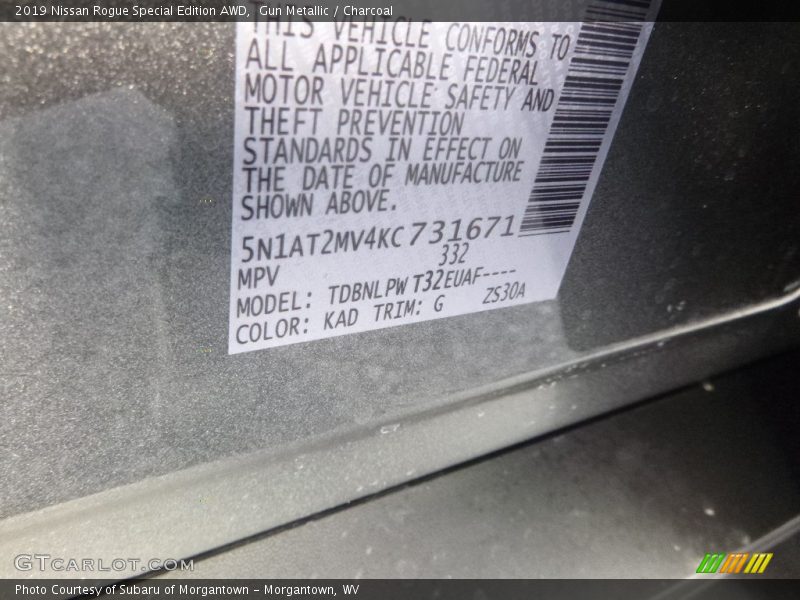 2019 Nissan Rogue Special Edition AWD,  Gun Metallic / Charcoal
THIS VEHICLE CONFORMS TO
ALL APPLICABLE FEDERAL
MOTOR VEHICLE SAFETY AND
THEFT PREVENTION
STANDARDS IN EFFECT ON
THE DATE OF MANUFACTURE
SHOWN ABOVE.
5N1AT2MV4KC731671
MPV 332
MODEL: TDBNLPWT32EUAF----
COLOR: KAD TRIM: G ZS30A
GTCARLOT.COM
Photo Courtesy of Subaru of Morgantown - Morgantown, WV